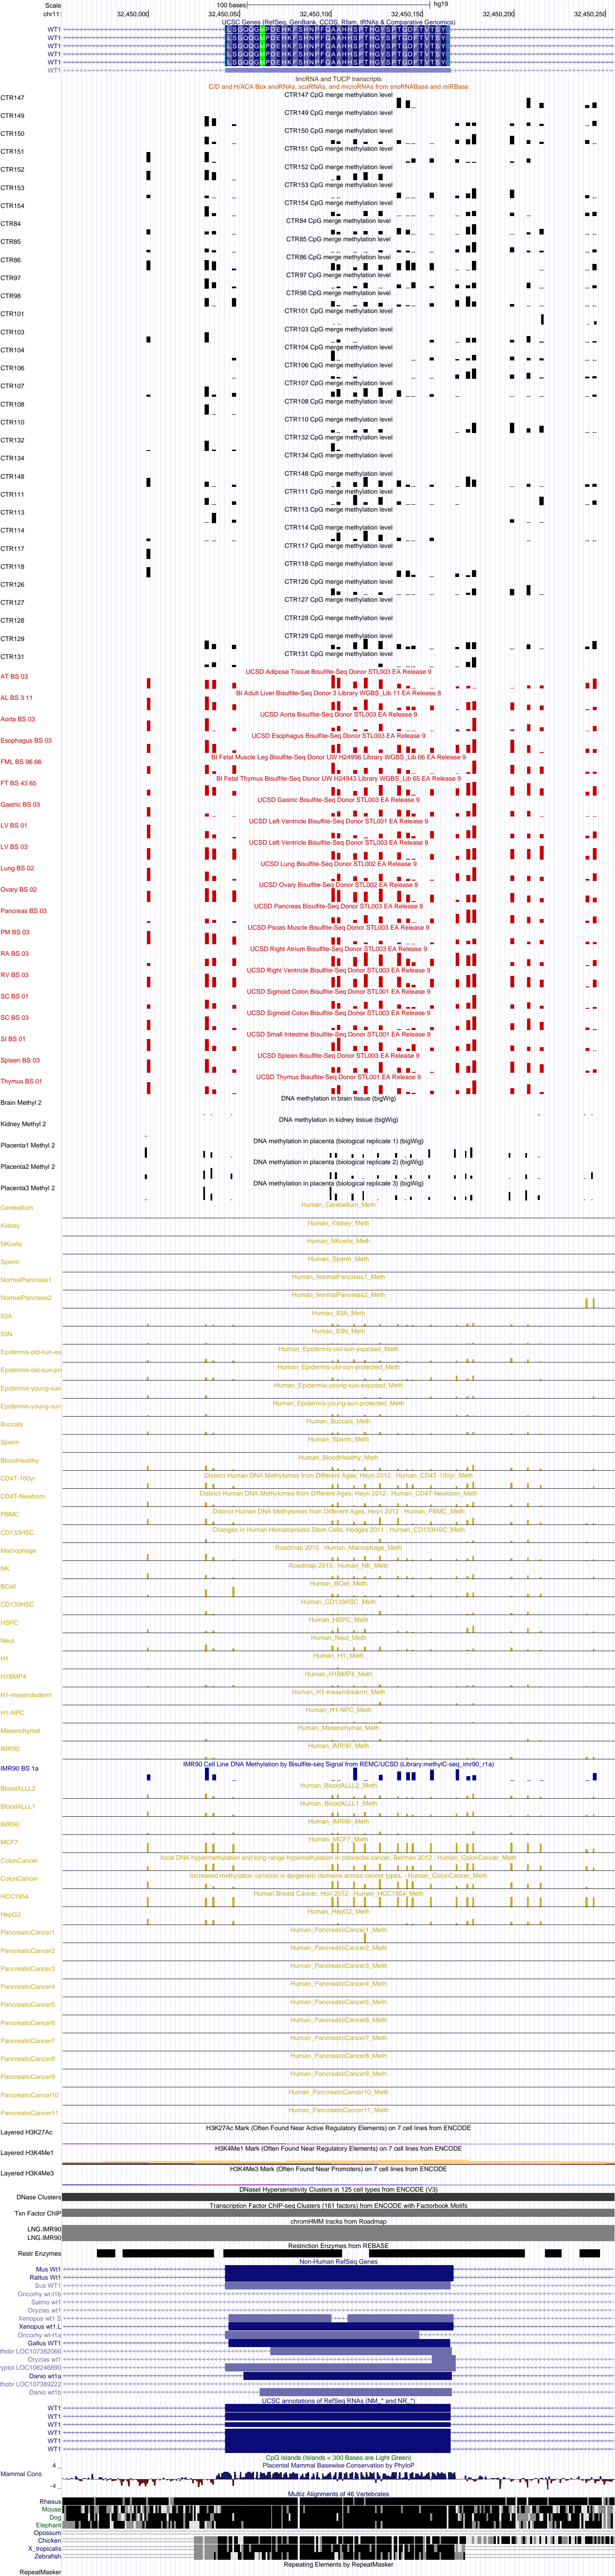 Scale 100 bases hg19
chr11: 32,450,000 32,450,050 32,450,100 32,450,150 32,450,200 32,450,250
UCSC Genes (RefSeq, GenBank, CCDS, Rfam, tRNAs & Comparative Genomics)
WT1 LSGQQGMPDEHKFSHNPFQAAHHSPTHGYSPTGDFTVTSY
WT1 LSGQQGMPDEHKFSHNPFQAAHHSPTHGYSPTGDFTVTSY
WT1 LSGQQGMPDEHKFSHNPFQAAHHSPTHGYSPTGDFTVTSY
WT1 LSGQQGMPDEHKFSHNPFQAAHHSPTHGYSPTGDFTVTSY
WT1 LSGQQGMPDEHKFSHNPFQAAHHSPTHGYSPTGDFTVTSY
WT1
lincRNA and TUCP transcripts
C/D and H/ACA Box snoRNAs, scaRNAs, and microRNAs from snoRNABase and miRBase
CTR147 CpG merge methylation level
CTR147
CTR149 CpG merge methylation level
CTR149
CTR150 CpG merge methylation level
CTR150
CTR151 CpG merge methylation level
CTR151
CTR152 CpG merge methylation level
CTR152
CTR153 CpG merge methylation level
CTR153
CTR154 CpG merge methylation level
CTR154
CTR84 CpG merge methylation level
CTR84
CTR85 CpG merge methylation level
CTR85
CTR86 CpG merge methylation level
CTR86
CTR97 CpG merge methylation level
CTR97
CTR98 CpG merge methylation level
CTR98
CTR101 CpG merge methylation level
CTR101
CTR103 CpG merge methylation level
CTR103
CTR104 CpG merge methylation level
CTR104
CTR106 CpG merge methylation level
CTR106
CTR107 CpG merge methylation level
CTR107
CTR108 CpG merge methylation level
CTR108
CTR110 CpG merge methylation level
CTR110
CTR132 CpG merge methylation level
CTR132
CTR134 CpG merge methylation level
CTR134
CTR148 CpG merge methylation level
CTR148
CTR111 CpG merge methylation level
CTR111
CTR113 CpG merge methylation level
CTR113
CTR114 CpG merge methylation level
CTR114
CTR117 CpG merge methylation level
CTR117
CTR118 CpG merge methylation level
CTR118
CTR126 CpG merge methylation level
CTR126
CTR127 CpG merge methylation level
CTR127
CTR128 CpG merge methylation level
CTR128
CTR129 CpG merge methylation level
CTR129
CTR131 CpG merge methylation level
CTR131
UCSD Adipose Tissue Bisulfite-Seq Donor STL003 EA Release 9
AT BS 03
BI Adult Liver Bisulfite-Seq Donor 3 Library WGBS_Lib 11 EA Release 8
AL BS 3 11
UCSD Aorta Bisulfite-Seq Donor STL003 EA Release 9
Aorta BS 03
UCSD Esophagus Bisulfite-Seq Donor STL003 EA Release 9
Esophagus BS 03
BI Fetal Muscle Leg Bisulfite-Seq Donor UW H24996 Library WGBS_Lib 66 EA Release 9
FML BS 96 66
BI Fetal Thymus Bisulfite-Seq Donor UW H24943 Library WGBS_Lib 65 EA Release 9
FT BS 43 65
UCSD Gastric Bisulfite-Seq Donor STL003 EA Release 9
Gastric BS 03
UCSD Left Ventricle Bisulfite-Seq Donor STL001 EA Release 9
LV BS 01
UCSD Left Ventricle Bisulfite-Seq Donor STL003 EA Release 9
LV BS 03
UCSD Lung Bisulfite-Seq Donor STL002 EA Release 9
Lung BS 02
UCSD Ovary Bisulfite-Seq Donor STL002 EA Release 9
Ovary BS 02
UCSD Pancreas Bisulfite-Seq Donor STL003 EA Release 9
Pancreas BS 03
UCSD Psoas Muscle Bisulfite-Seq Donor STL003 EA Release 9
PM BS 03
UCSD Right Atrium Bisulfite-Seq Donor STL003 EA Release 9
RA BS 03
UCSD Right Ventricle Bisulfite-Seq Donor STL003 EA Release 9
RV BS 03
UCSD Sigmoid Colon Bisulfite-Seq Donor STL001 EA Release 9
SC BS 01
UCSD Sigmoid Colon Bisulfite-Seq Donor STL003 EA Release 9
SC BS 03
UCSD Small Intestine Bisulfite-Seq Donor STL001 EA Release 9
SI BS 01
UCSD Spleen Bisulfite-Seq Donor STL003 EA Release 9
Spleen BS 03
UCSD Thymus Bisulfite-Seq Donor STL001 EA Release 9
Thymus BS 01
DNA methylation in brain tissue (bigWig)
Brain Methyl 2
DNA methylation in kidney tissue (bigWig)
Kidney Methyl 2
DNA methylation in placenta (biological replicate 1) (bigWig)
Placenta1 Methyl 2
DNA methylation in placenta (biological replicate 2) (bigWig)
Placenta2 Methyl 2
DNA methylation in placenta (biological replicate 3) (bigWig)
Placenta3 Methyl 2
Human_Cerebellum_Meth
Cerebellum
Human_Kidney_Meth
Kidney
Human_NKcells_Meth
NKcells
Human_Sperm_Meth
Sperm
Human_NormalPancreas1_Meth
NormalPancreas1
Human_NormalPancreas2_Meth
NormalPancreas2
Human_93A_Meth
93A
Human_93N_Meth
93N
Human_Epidermis-old-sun-exposed_Meth
Epidermis-old-sun-ex
Human_Epidermis-old-sun-protected_Meth
Epidermis-old-sun-pr
Human_Epidermis-young-sun-exposed_Meth
Epidermis-young-sun
Human_Epidermis-young-sun-protected_Meth
Epidermis-young-sun
Human_Buccals_Meth
Buccals
Human_Sperm_Meth
Sperm
Human_BloodHealthy_Meth
BloodHealthy
Distinct Human DNA Methylomes from Different Ages, Heyn 2012 : Human_CD4T-100yr_Meth
CD4T-100yr
Distinct Human DNA Methylomes from Different Ages, Heyn 2012 : Human_CD4T-Newborn_Meth
CD4T-Newborn
Distinct Human DNA Methylomes from Different Ages, Heyn 2012 : Human_PBMC_Meth
PBMC
Changes in Human Hematopoietic Stem Cells, Hodges 2011 : Human_CD133HSC_Meth
CD133HSC
Roadmap 2015 : Human_Macrophage_Meth
Macrophage
Roadmap 2015 : Human_NK_Meth
NK
Human_BCell_Meth
BCell
Human_CD133HSC_Meth
CD133HSC
Human_HSPC_Meth
HSPC
Human_Neut_Meth
Neut
Human_H1_Meth
H1
Human_H1BMP4_Meth
H1BMP4
Human_H1-mesendoderm_Meth
H1-mesendoderm
Human_H1-NPC_Meth
H1-NPC
Human_Mesenchymal_Meth
Mesenchymal
Human_IMR90_Meth
IMR90
IMR90 Cell Line DNA Methylation by Bisulfite-seq Signal from REMC/UCSD (Library:methylC-seq_imr90_r1a)
IMR90 BS 1a
Human_BloodALLL2_Meth
BloodALLL2
Human_BloodALLL1_Meth
BloodALLL1
Human_IMR90_Meth
IMR90
Human_MCF7_Meth
MCF7
focal DNA hypermethylation and long-range hypomethylation in colorectal cancer, Berman 2012 : Human_ColonCancer_Meth
ColonCancer
Increased methylation variation in epigenetic domains across cancer types. : Human_ColonCancer_Meth
ColonCancer
Human Breast Cancer, Hon 2012 : Human_HCC1954_Meth
HCC1954
Human_HepG2_Meth
HepG2
Human_PancreaticCancer1_Meth
PancreaticCancer1
Human_PancreaticCancer2_Meth
PancreaticCancer2
Human_PancreaticCancer3_Meth
PancreaticCancer3
Human_PancreaticCancer4_Meth
PancreaticCancer4
Human_PancreaticCancer5_Meth
PancreaticCancer5
Human_PancreaticCancer6_Meth
PancreaticCancer6
Human_PancreaticCancer7_Meth
PancreaticCancer7
Human_PancreaticCancer8_Meth
PancreaticCancer8
Human_PancreaticCancer9_Meth
PancreaticCancer9
Human_PancreaticCancer10_Meth
PancreaticCancer10
Human_PancreaticCancer11_Meth
PancreaticCancer11
H3K27Ac Mark (Often Found Near Active Regulatory Elements) on 7 cell lines from ENCODE
Layered H3K27Ac
H3K4Me1 Mark (Often Found Near Regulatory Elements) on 7 cell lines from ENCODE
Layered H3K4Me1
H3K4Me3 Mark (Often Found Near Promoters) on 7 cell lines from ENCODE
Layered H3K4Me3
DNaseI Hypersensitivity Clusters in 125 cell types from ENCODE (V3)
DNase Clusters
Transcription Factor ChIP-seq Clusters (161 factors) from ENCODE with Factorbook Motifs
Txn Factor ChIP
chromHMM tracks from Roadmap
LNG.IMR90
LNG.IMR90
Restriction Enzymes from REBASE
Restr Enzymes
Non-Human RefSeq Genes
Mus Wt1
Rattus Wt1
Sus WT1
Oncorhy wt-t1b
Salmo wt1
Oryzias wt1
Xenopus wt1.S
Xenopus wt1.L
Oncorhy wt-t1a
Gallus WT1
thobr LOC107382066
Oryzias wt1
ryptol LOC108246890
Danio wt1a
thobr LOC107389222
Danio wt1b
UCSC annotations of RefSeq RNAs (NM_* and NR_*)
WT1
WT1
WT1
WT1
WT1
WT1
CpG Islands (Islands < 300 Bases are Light Green)
Placental Mammal Basewise Conservation by PhyloP
4 _
Mammal Cons
-4 _
Multiz Alignments of 46 Vertebrates
Rhesus
Mouse
Dog
Elephant
Opossum
Chicken
X_tropicalis
Zebrafish
Repeating Elements by RepeatMasker
RepeatMasker